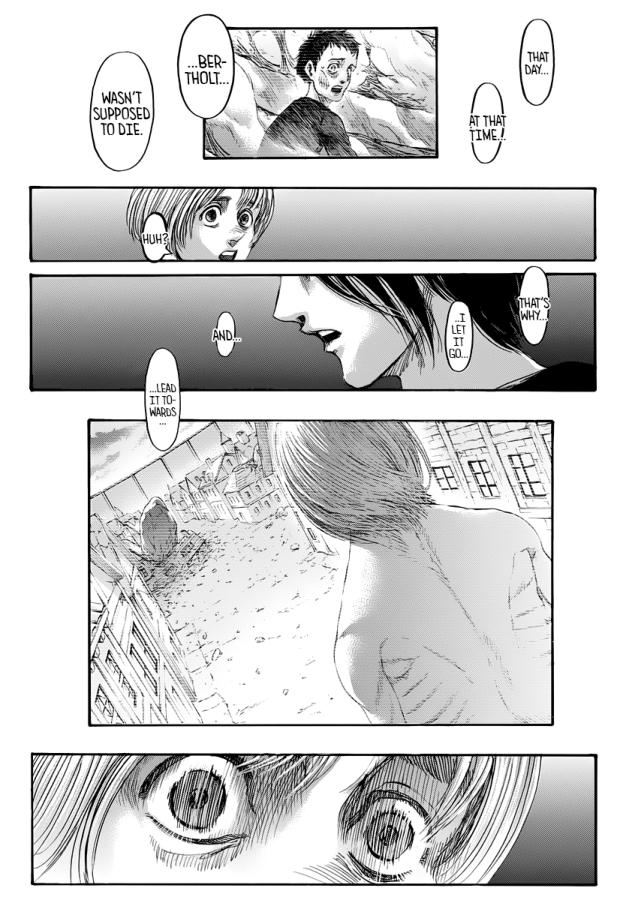 THAT
DAY...
AT THAT
TIME...
...BER-
THOLT...
WASN'T
SUPPOSED
TO DIE.
HUH?
THAT'S
WHY...
..I
LET
IT
GO...
AND...
...LEAD
IT TO-
WARDS
...